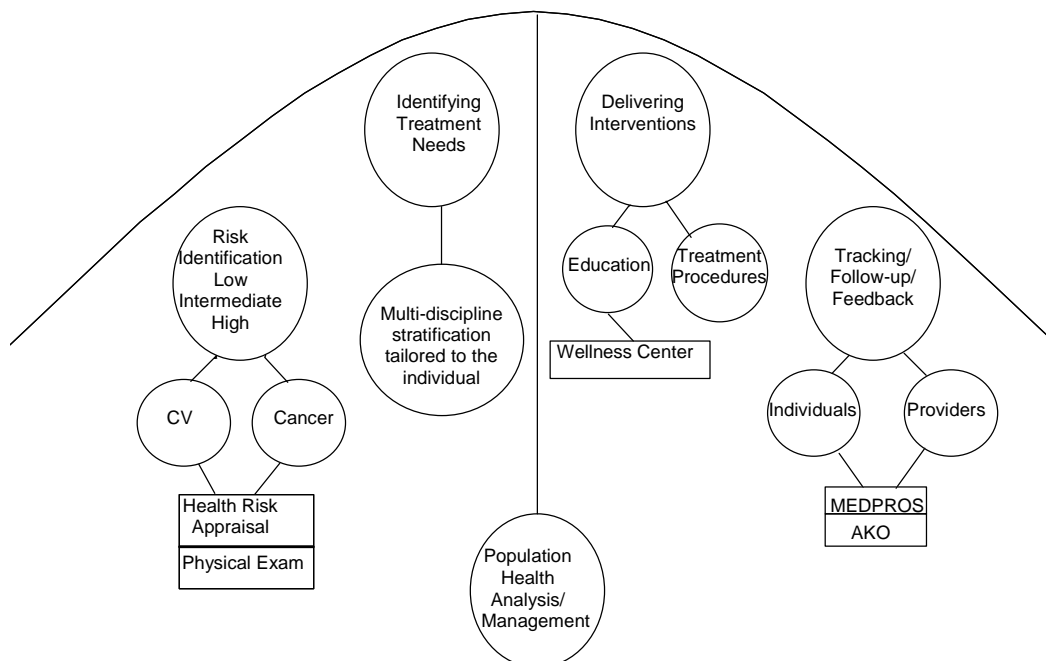 Identifying
Treatment
Needs
Delivering
Interventions
Risk
Identification
Low
Intermediate
High
Multi-discipline
stratification
tailored to the
individual
Education
Treatment
Procedures
Tracking/
Follow-up/
Feedback
Wellness Center
CV
Cancer
Individuals
Providers
Health Risk
Appraisal
Physical Exam
MEDPROS
AKO
Population
Health
Analysis/
Management